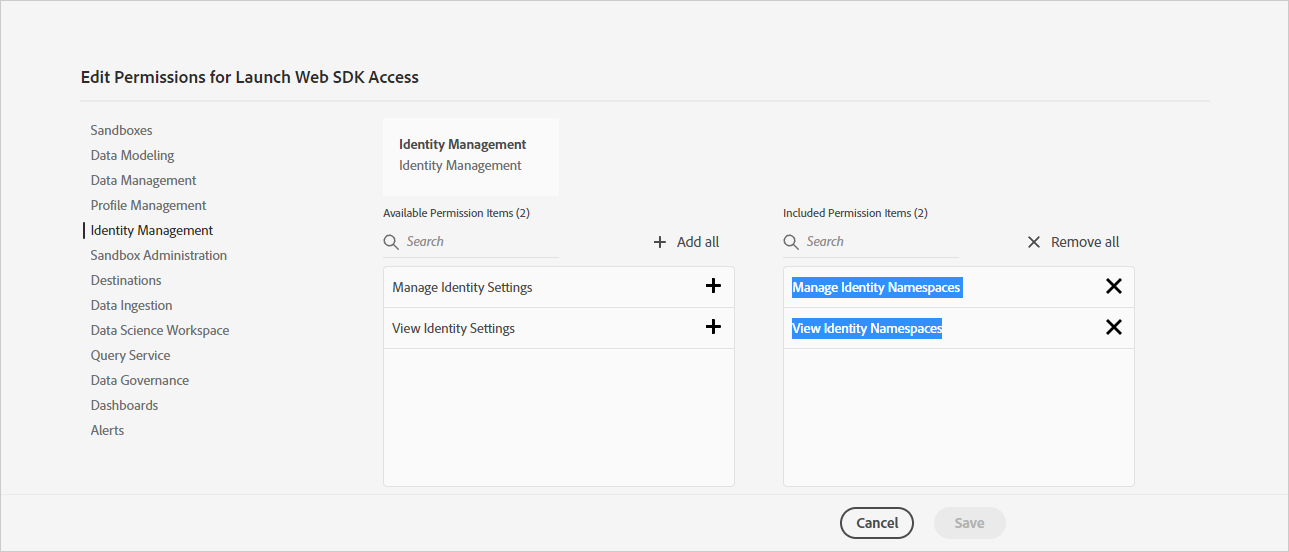 Edit Permissions for Launch Web SDK Access
Sandboxes
Data Modeling
Data Management
Profile Management
Identity Management
Sandbox Administration
Destinations
Data Ingestion
Data Science Workspace
Query Service
Data Governance
Dashboards
Alerts
Identity Management
Identity Management
Available Permission Items (2)
Search
Add all
Manage Identity Settings
View Identity Settings
Included Permission Items (2)
Search
Remove all
Manage Identity Namespaces
View Identity Namespaces
Cancel
Save